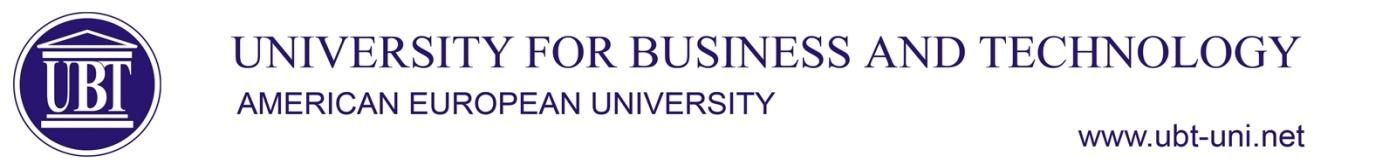 UBT
UNIVERSITY FOR BUSINESS AND TECHNOLOGY
AMERICAN EUROPEAN UNIVERSITY
www.ubt-uni.net